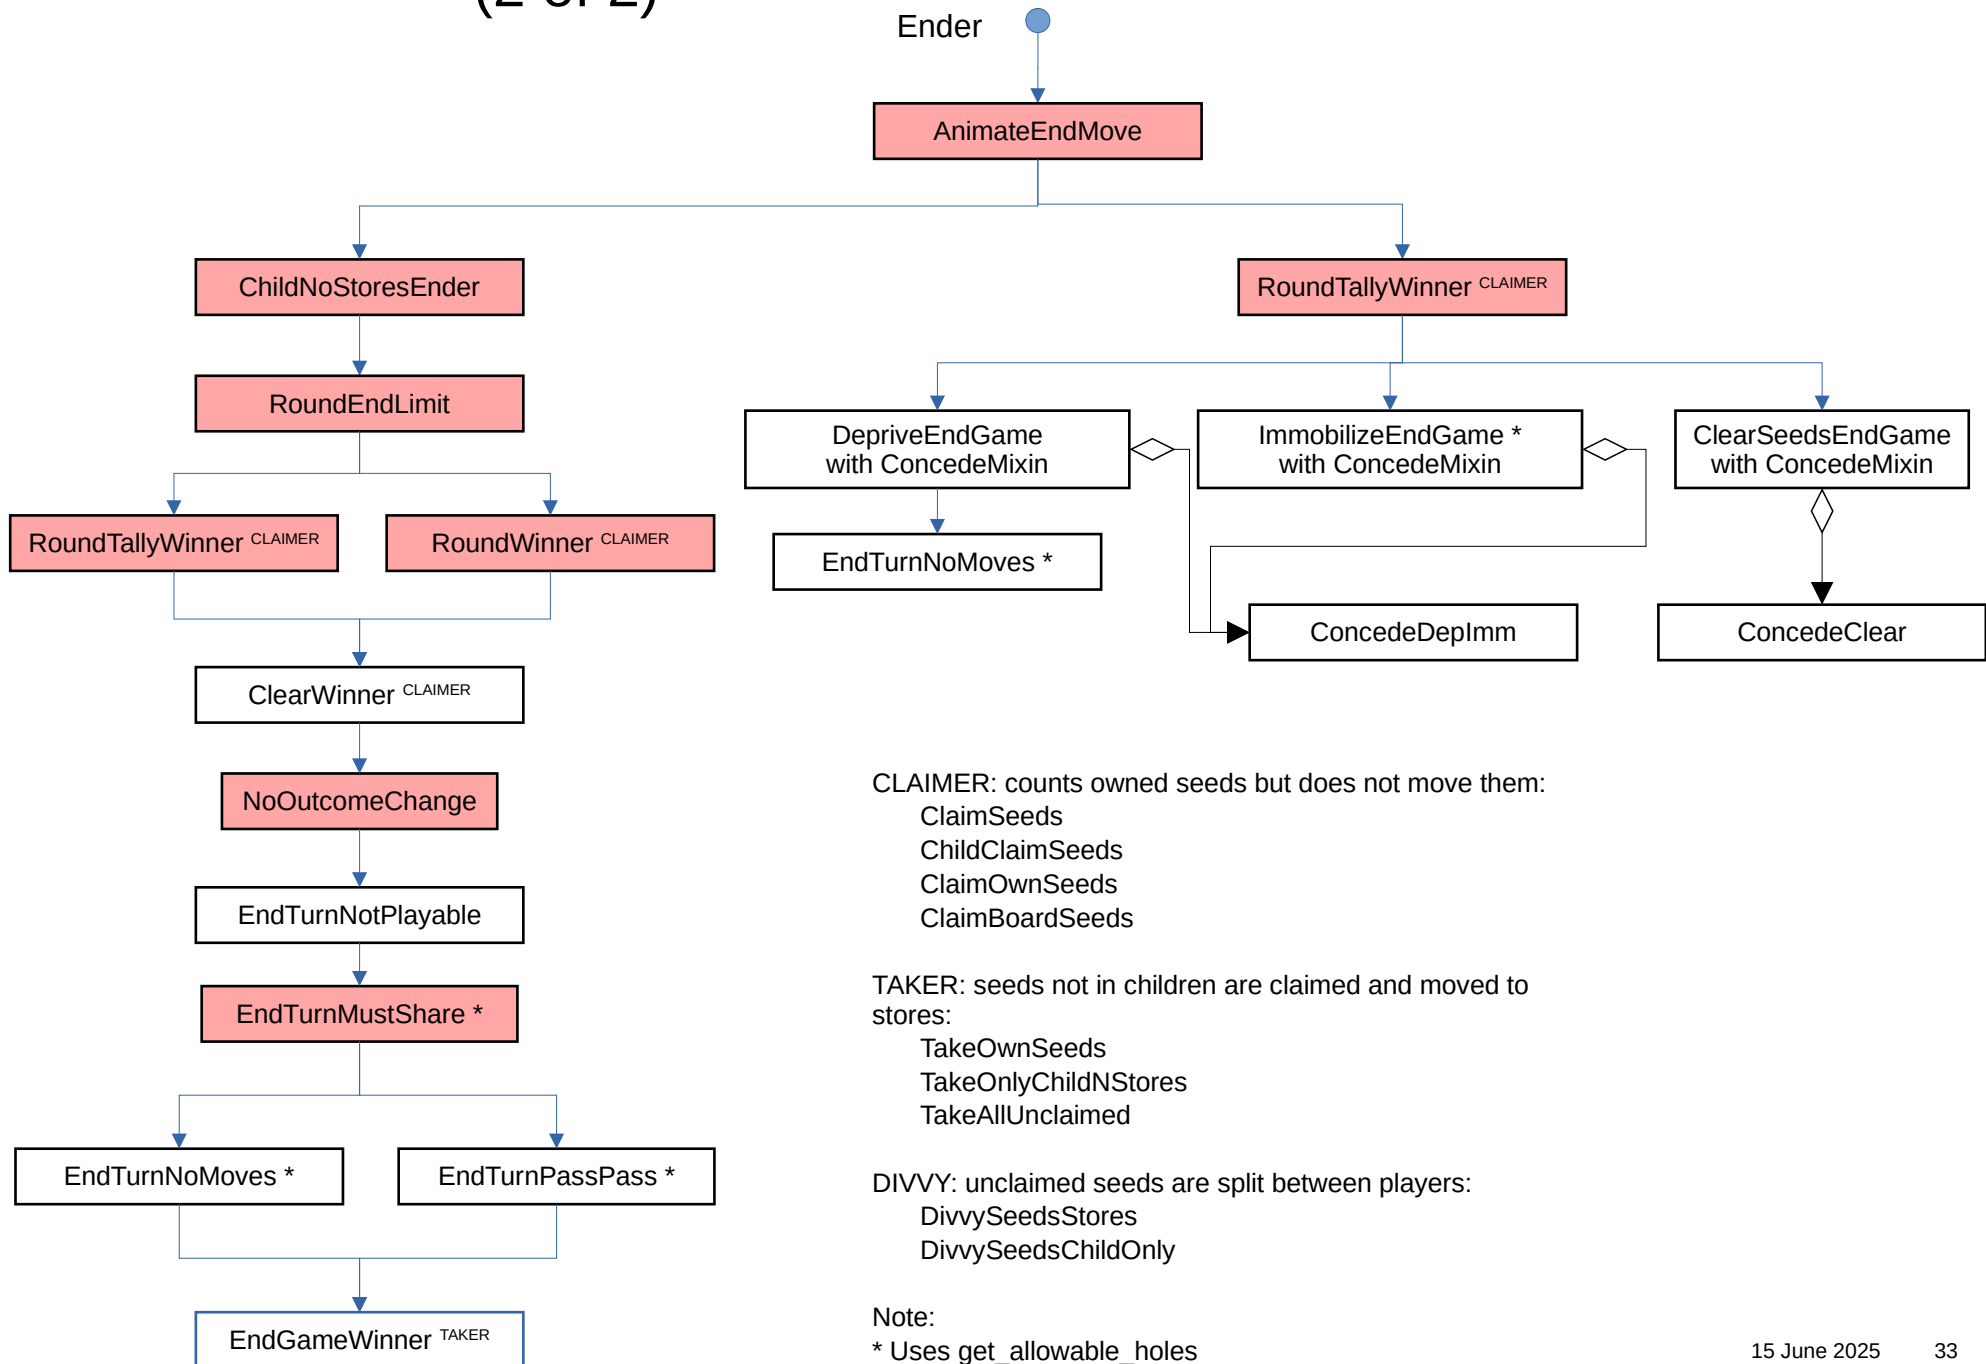 (2 of 2)
Ender
AnimateEndMove
ChildNoStoresEnder
RoundTallyWinner CLAIMER
RoundEndLimit
DepriveEndGame
with ConcedeMixin
ImmobilizeEndGame *
with ConcedeMixin
ClearSeedsEndGame
with ConcedeMixin
RoundTallyWinner CLAIMER
RoundWinner CLAIMER
EndTurnNoMoves *
ConcedeDepImm
ConcedeClear
ClearWinner CLAIMER
NoOutcomeChange
EndTurnNotPlayable
EndTurnMustShare *
EndTurnNoMoves *
EndTurnPassPass *
EndGameWinner TAKER
CLAIMER: counts owned seeds but does not move them:
ClaimSeeds
ChildClaimSeeds
ClaimOwnSeeds
ClaimBoardSeeds
TAKER: seeds not in children are claimed and moved to
stores:
TakeOwnSeeds
TakeOnlyChildNStores
TakeAllUnclaimed
DIVVY: unclaimed seeds are split between players:
DivvySeedsStores
DivvySeedsChildOnly
Note:
* Uses get_allowable_holes
15 June 2025
33